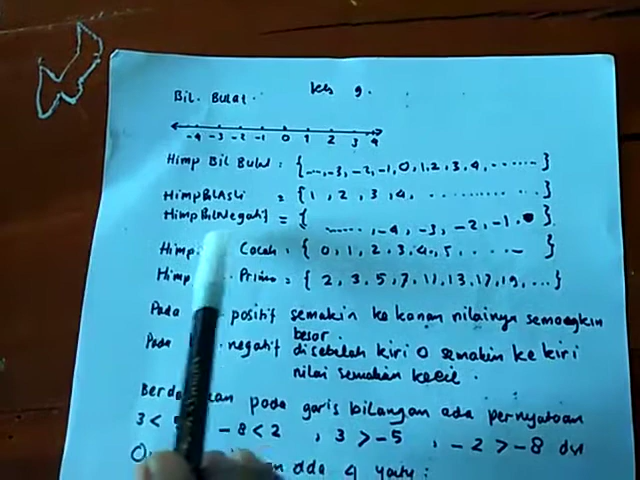 Bil. Bulat. kls 9.
-4 -3 -2 -1 0 1 2 3 4
Himp Bil Bulat : {..., -3, -2, -1, 0, 1, 2, 3, 4, ......}
Himp Bil Asli = {1, 2, 3, 4, ..........}
Himp Bil Negatif = { ......, -4, -3, -2, -1. }
Himp. Cacah : { 0, 1, 2, 3, 4, 5, ..... }
Himp. Prima = { 2, 3, 5, 7, 11, 13, 17, 19, ...}
Pada positif semakin ke kanan nilainya semangkin
besar.
Pada negatif disebelah kiri 0 semakin ke kiri
nilai semakin kecil.
pada garis bilangan ada pernyataan
3 < -8 < 2 , 3 > -5 , -2 > -8 dst
ada 4 yaitu :